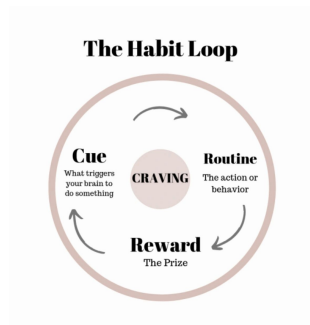 The Habit Loop
Cue
What triggers
your brain to
do something
CRAVING
Routine
The action or
behavior
Reward
The Prize